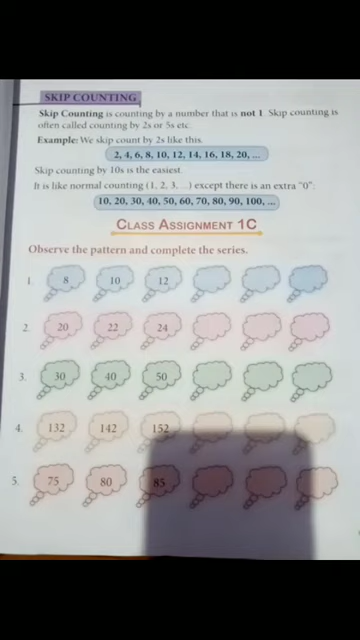 SKIP COUNTING
Skip Counting is counting by a number that is not 1. Skip counting is
often called counting by 2s or 5s etc.
Example: We skip count by 2s like this.
2, 4, 6, 8, 10, 12, 14, 16, 18, 20, ...
Skip counting by 10s is the easiest.
It is like normal counting (1, 2, 3, ...) except there is an extra "0":
10, 20, 30, 40, 50, 60, 70, 80, 90, 100, ...
CLASS ASSIGNMENT 1C
Observe the pattern and complete the series.
1. 8 10 12
2. 20 22 24
3. 30 40 50
4. 132 142 152
5. 75 80 85